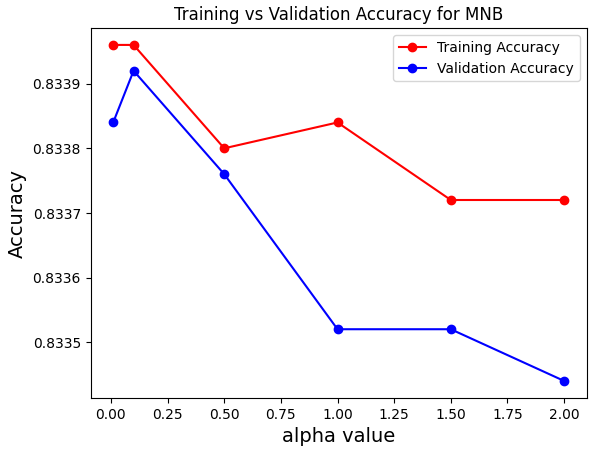 Training vs Validation Accuracy for MNB
Training Accuracy
Validation Accuracy
Accuracy
0.8339
0.8338
0.8337
0.8336
0.8335
0.00 0.25 0.50 0.75 1.00 1.25 1.50 1.75 2.00
alpha value